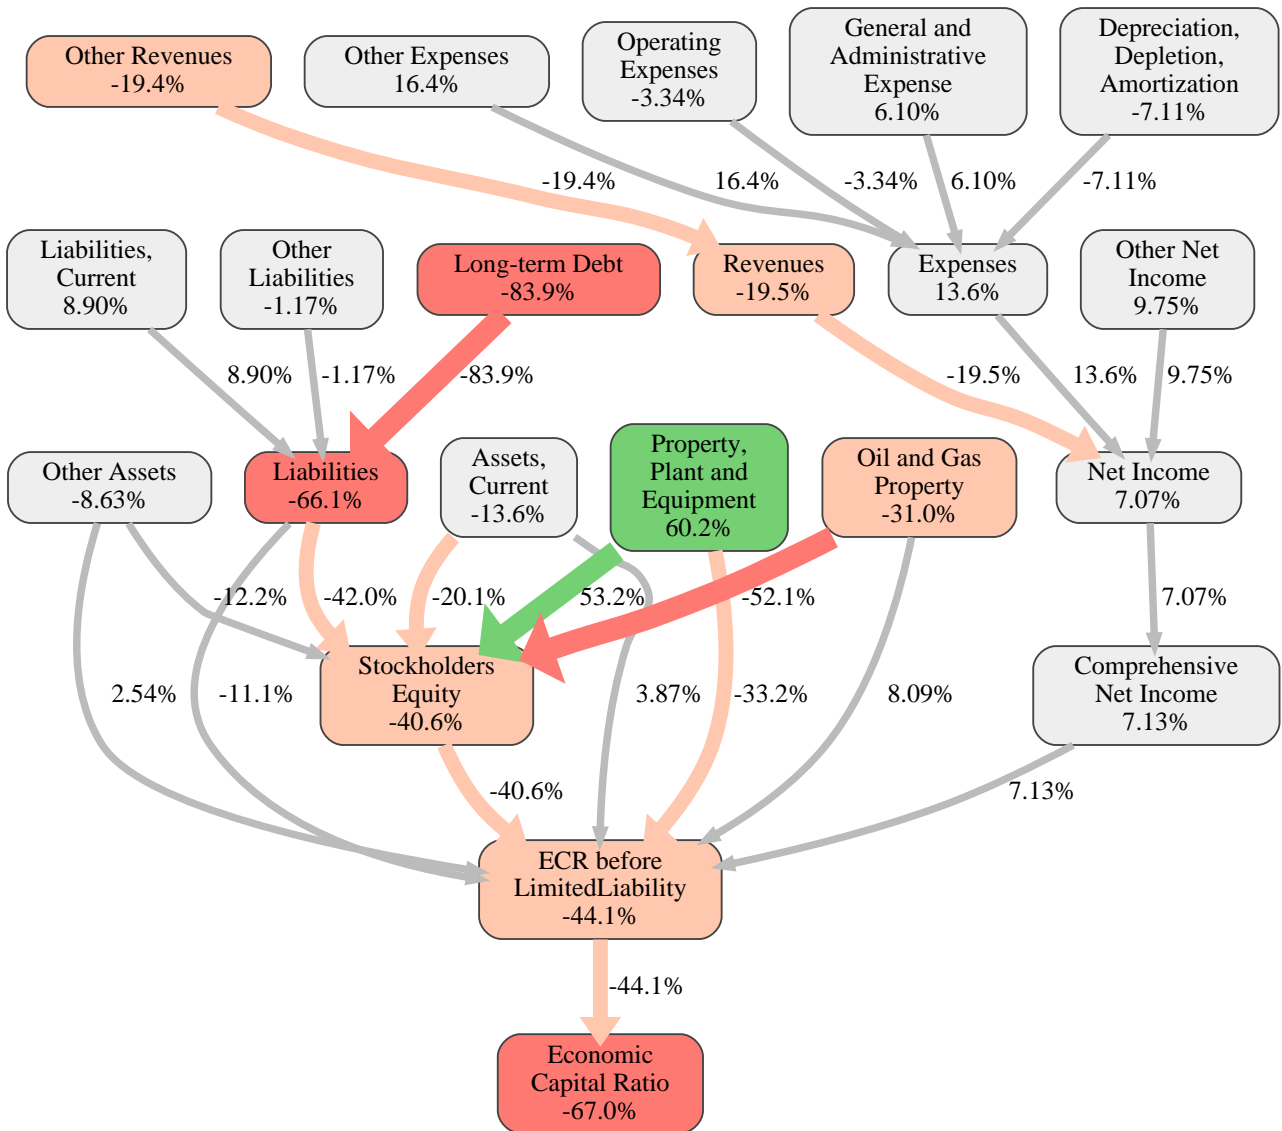 Other Revenues
-19.4%
Other Expenses
16.4%
Operating
Expenses
-3.34%
General and
Administrative
Expense
6.10%
Depreciation,
Depletion,
Amortization
-7.11%
-19.4%
16.4%
-3.34%
6.10%
-7.11%
Liabilities,
Current
8.90%
Other
Liabilities
-1.17%
Long-term Debt
-83.9%
Revenues
-19.5%
Expenses
13.6%
Other Net
Income
9.75%
8.90%
-1.17%
-83.9%
-19.5%
13.6%
9.75%
Other Assets
-8.63%
Liabilities
-66.1%
Assets,
Current
-13.6%
Property,
Plant and
Equipment
60.2%
Oil and Gas
Property
-31.0%
Net Income
7.07%
-12.2%
-42.0%
-20.1%
53.2%
-52.1%
7.07%
Stockholders
Equity
-40.6%
Comprehensive
Net Income
7.13%
2.54%
-11.1%
3.87%
-33.2%
8.09%
-40.6%
7.13%
ECR before
LimitedLiability
-44.1%
-44.1%
Economic
Capital Ratio
-67.0%